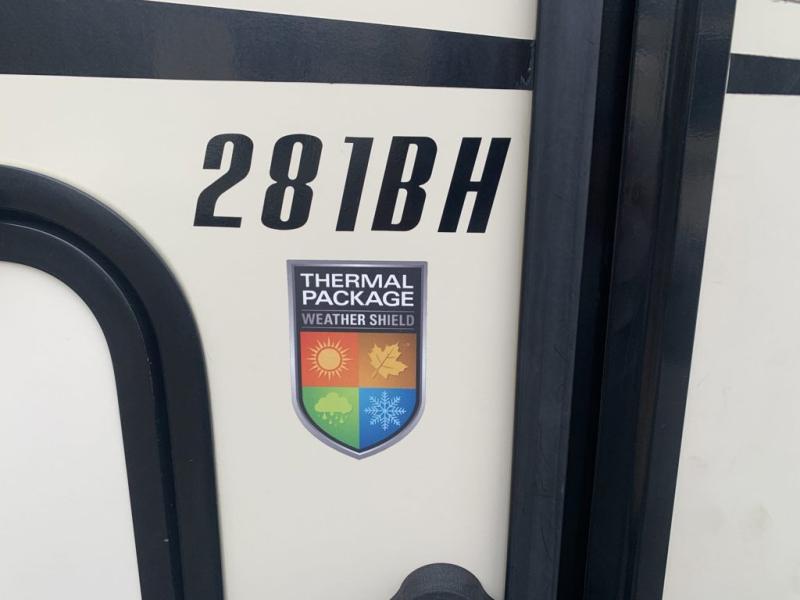 281BH
THERMAL
PACKAGE
WEATHER SHIELD